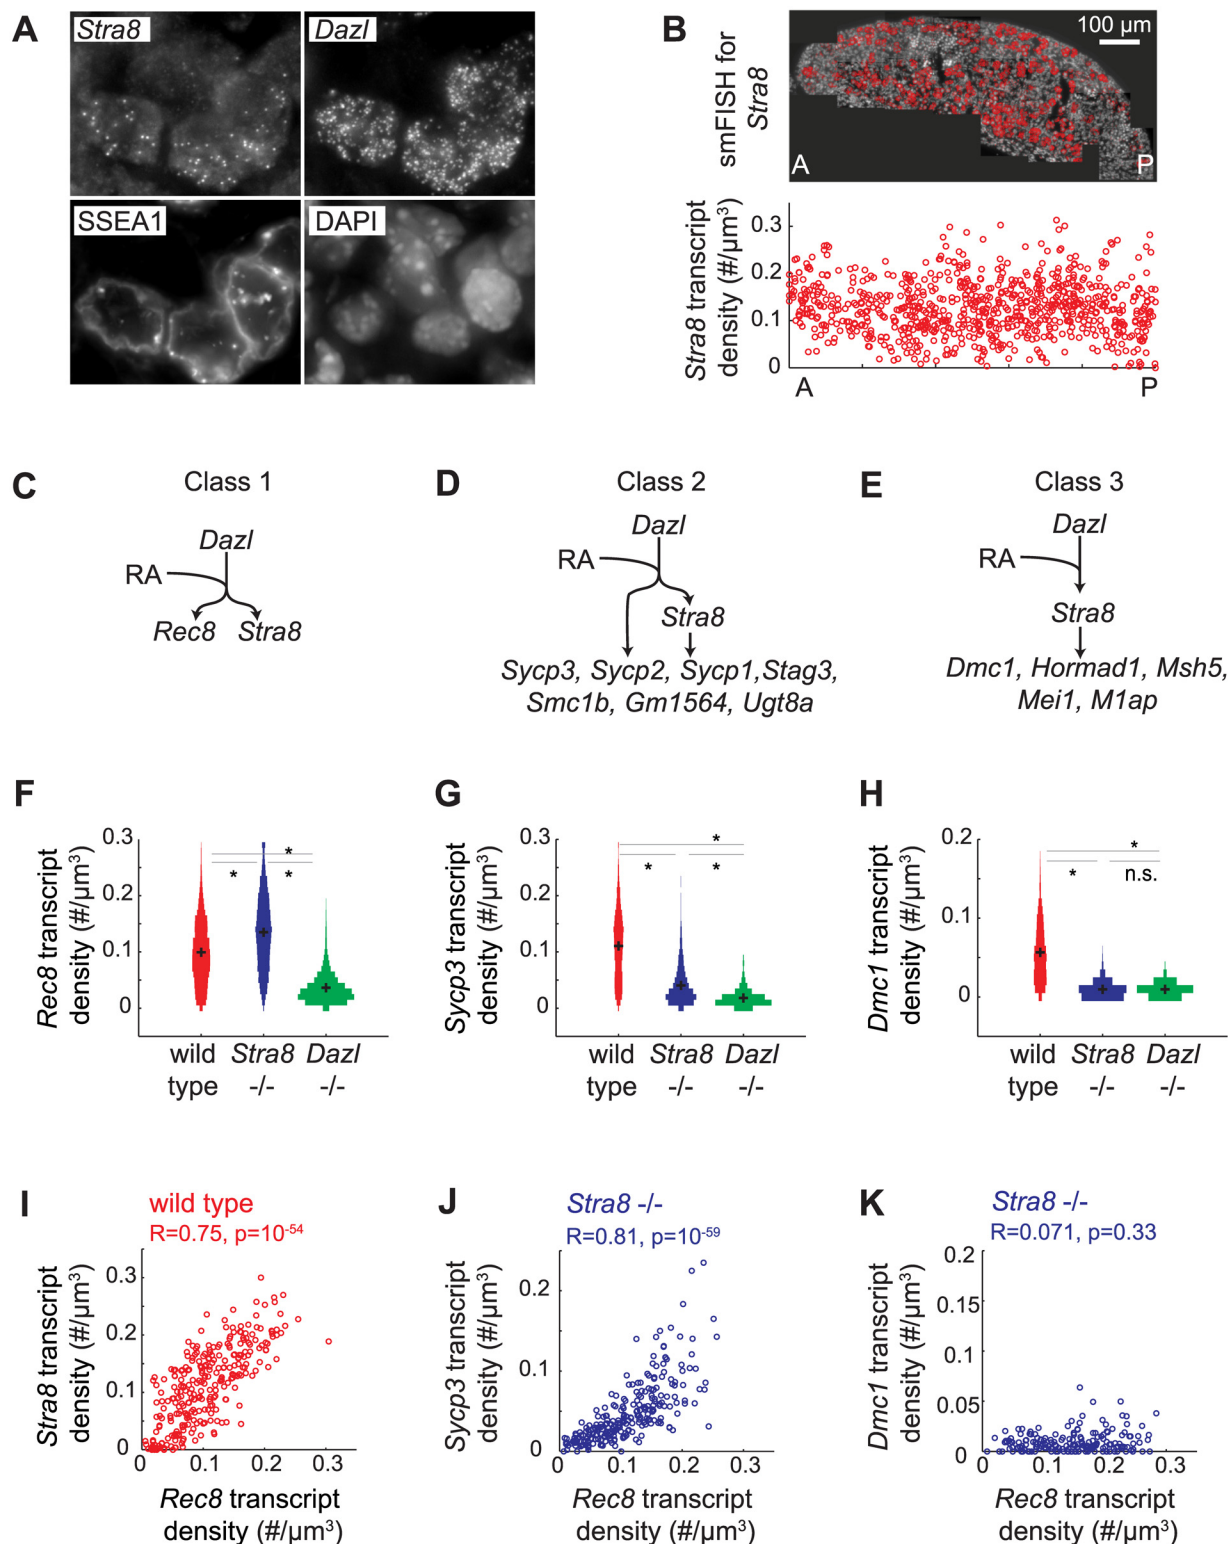 A
Stra8
Dazl
SSEA1
DAPI
B
smFISH for
Stra8
100 µm
A
P
Stra8 transcript
density (#/µm³)
0.3
0.2
0.1
0
A
P
C
Class 1
Dazl
RA
Rec8
Stra8
D
Class 2
Dazl
RA
Stra8
Sycp3, Sycp2, Sycp1,Stag3,
Smc1b, Gm1564, Ugt8a
E
Class 3
Dazl
RA
Stra8
Dmc1, Hormad1, Msh5,
Mei1, M1ap
F
Rec8 transcript
density (#/µm³)
0.3
0.2
0.1
0
*
*
*
wild
type
Stra8
-/-
Dazl
-/-
G
Sycp3 transcript
density (#/µm³)
0.3
0.2
0.1
0
*
*
*
wild
type
Stra8
-/-
Dazl
-/-
H
Dmc1 transcript
density (#/µm³)
0.2
0.1
0
*
*
n.s.
wild
type
Stra8
-/-
Dazl
-/-
I
wild type
R=0.75, p=10⁻⁵⁴
Stra8 transcript
density (#/µm³)
0.3
0.2
0.1
0
0
0.1
0.2
0.3
Rec8 transcript
density (#/µm³)
J
Stra8 -/-
R=0.81, p=10⁻⁵⁹
Sycp3 transcript
density (#/µm³)
0.2
0.1
0
0
0.1
0.2
0.3
Rec8 transcript
density (#/µm³)
K
Stra8 -/-
R=0.071, p=0.33
Dmc1 transcript
density (#/µm³)
0.2
0.15
0.1
0.05
0
0
0.1
0.2
0.3
Rec8 transcript
density (#/µm³)